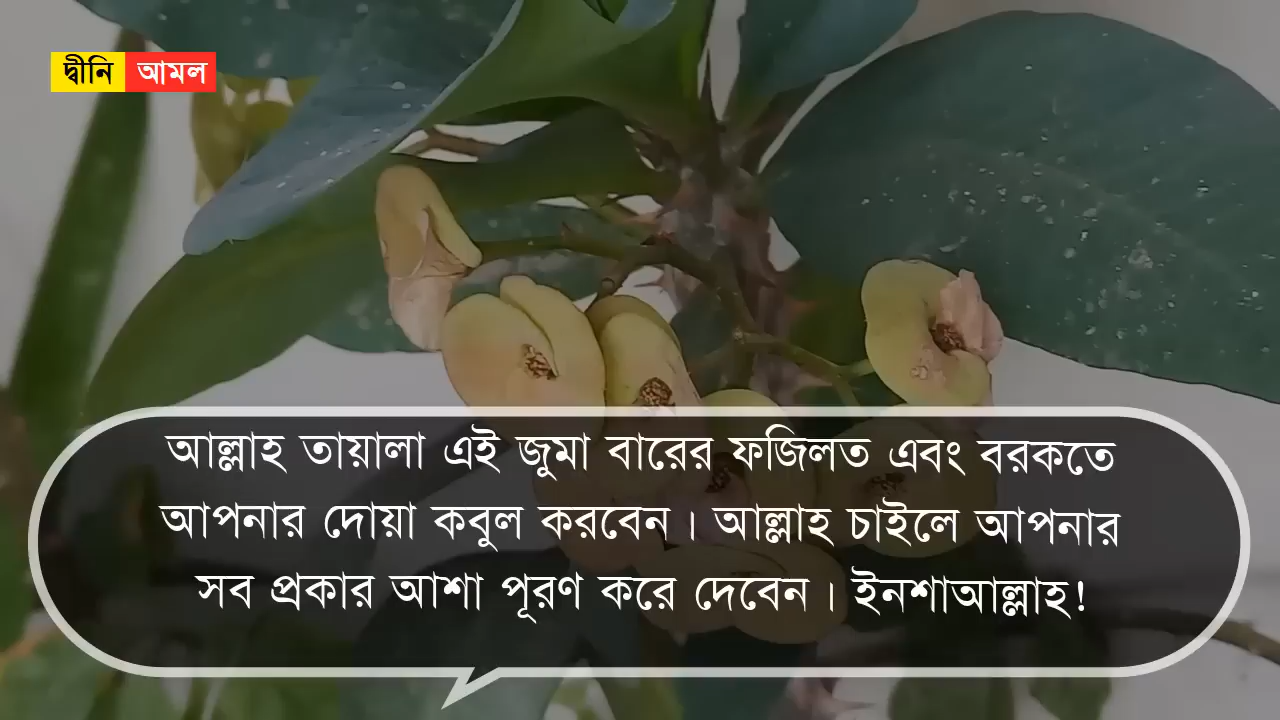 দ্বীনি আমল
আল্লাহ তায়ালা এই জুমা বারের ফজিলত এবং বরকতে
আপনার দোয়া কবুল করবেন। আল্লাহ চাইলে আপনার
সব প্রকার আশা পূরণ করে দেবেন। ইনশাআল্লাহ!